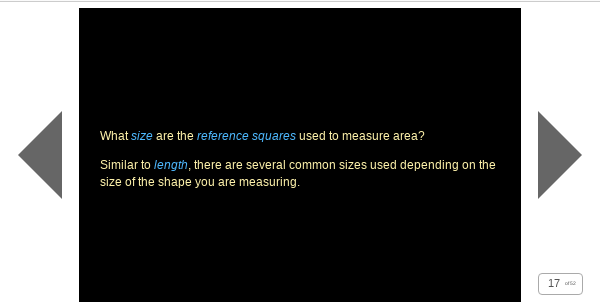 What size are the reference squares used to measure area?
Similar to length, there are several common sizes used depending on the
size of the shape you are measuring.
17 of 52